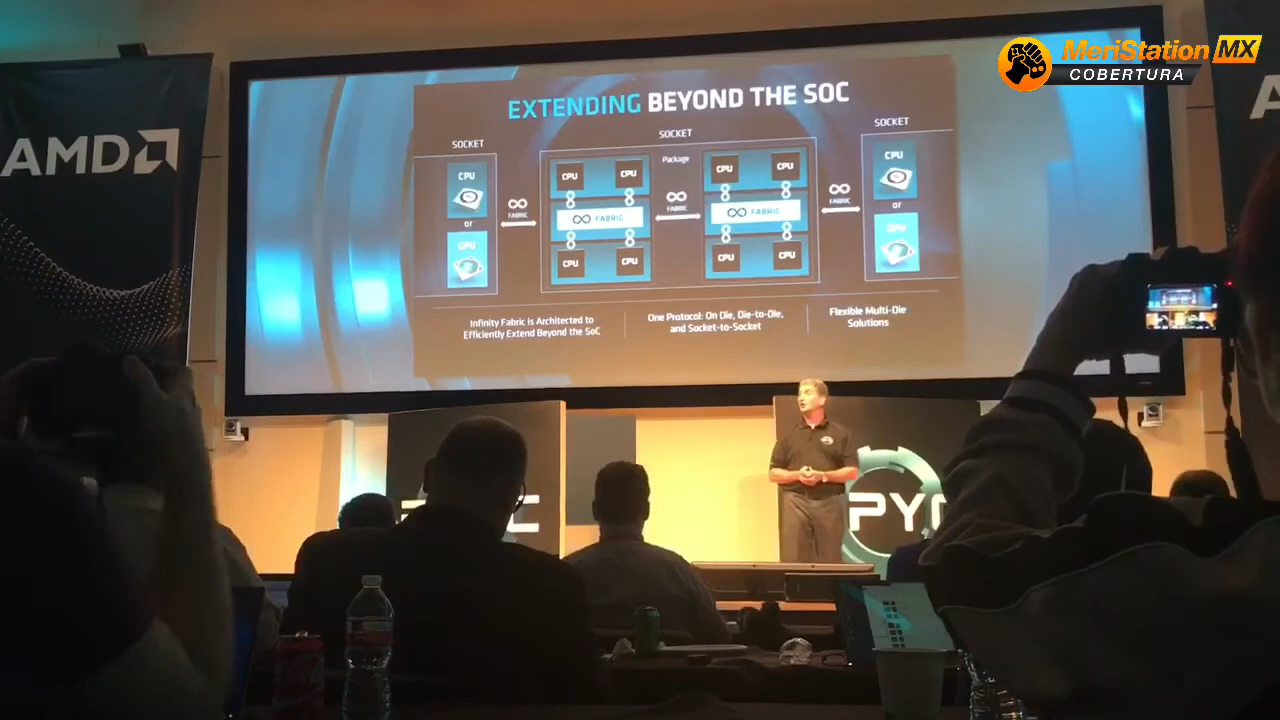 MeriStation MX
COBERTURA
AMD
EXTENDING BEYOND THE SOC
SOCKET
SOCKET
SOCKET
CPU
or
GPU
FABRIC
CPU
CPU
FABRIC
CPU
CPU
Package
FABRIC
CPU
CPU
FABRIC
CPU
CPU
FABRIC
CPU
or
GPU
Infinity Fabric is Architected to
Efficiently Extend Beyond the SoC
One Protocol: On Die, Die-to-Die,
and Socket-to-Socket
Flexible Multi-Die
Solutions
C
PY